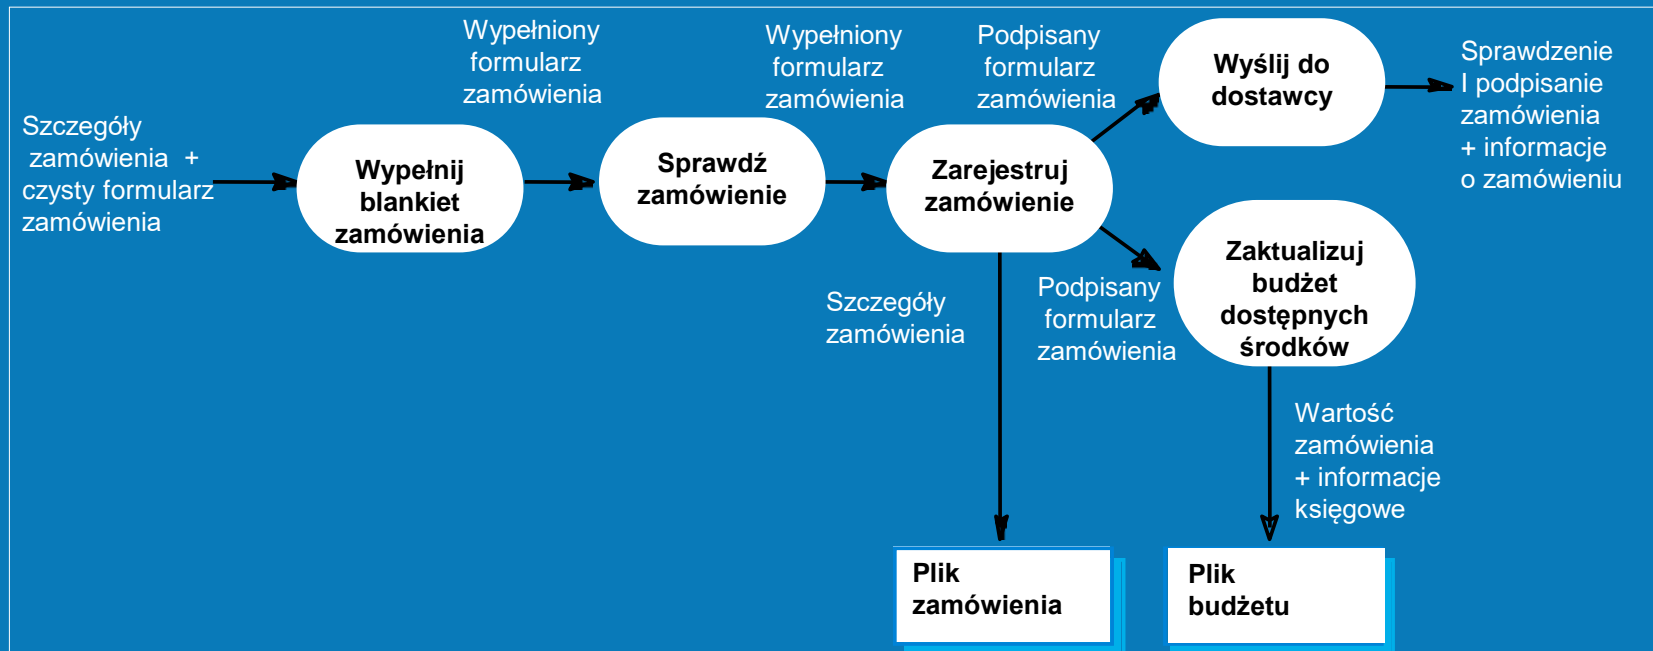 Szczegóły
zamówienia +
czysty formularz
zamówienia
Wypełnij
blankiet
zamówienia
Wypełniony
formularz
zamówienia
Sprawdź
zamówienie
Wypełniony
formularz
zamówienia
Zarejestruj
zamówienie
Podpisany
formularz
zamówienia
Wyślij do
dostawcy
Sprawdzenie
I podpisanie
zamówienia
+ informacje
o zamówieniu
Szczegóły
zamówienia
Podpisany
formularz
zamówienia
Zaktualizuj
budżet
dostępnych
środków
Wartość
zamówienia
+ informacje
księgowe
Plik
zamówienia
Plik
budżetu